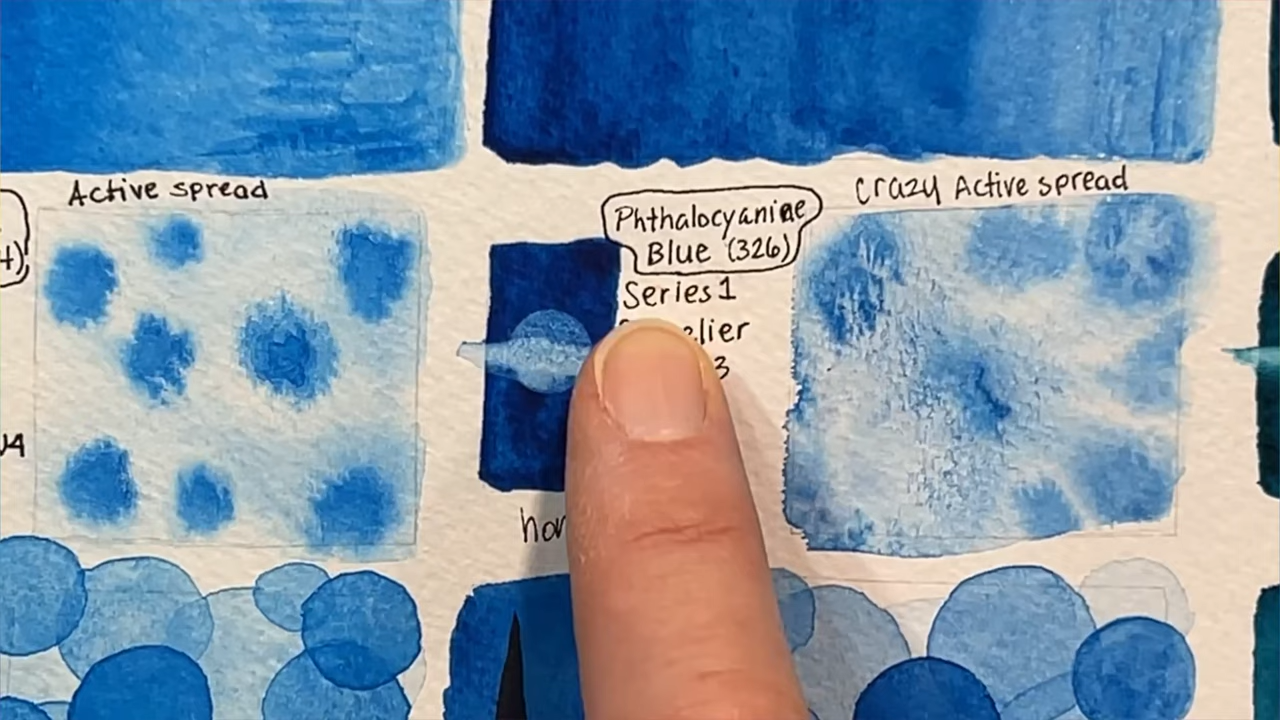 Active spread
Phthalocyanine
Blue (326)
Crazy Active spread
Series 1